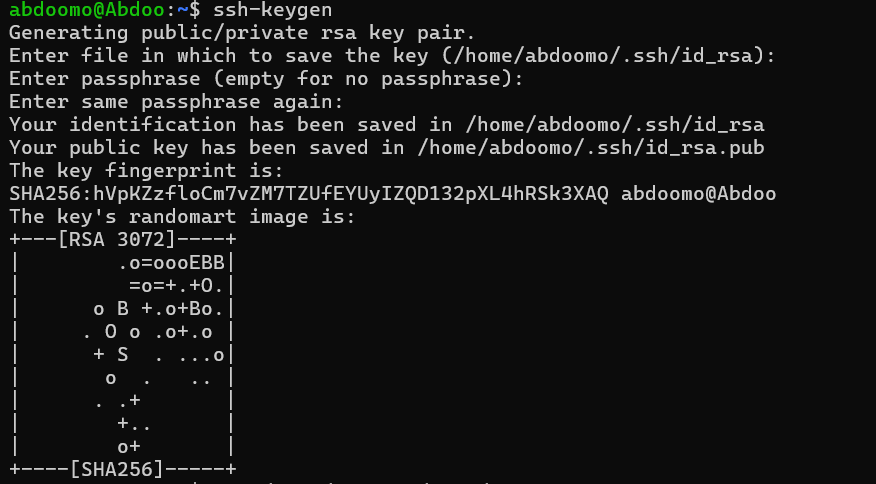 abdoomo@Abdoo:~$ ssh-keygen
Generating public/private rsa key pair.
Enter file in which to save the key (/home/abdoomo/.ssh/id_rsa):
Enter passphrase (empty for no passphrase):
Enter same passphrase again:
Your identification has been saved in /home/abdoomo/.ssh/id_rsa
Your public key has been saved in /home/abdoomo/.ssh/id_rsa.pub
The key fingerprint is:
SHA256:hVpKZzfloCm7vZM7TZUfEYUyIZQD132pXL4hRSk3XAQ abdoomo@Abdoo
The key's randomart image is:
+---[RSA 3072]----+
|         .o=oooEBB|
|          =o=+.+O.|
|       o B +.o+Bo.|
|      . O o .o+.o |
|       + S  . ...o|
|        o  .   .. |
|       . .+       |
|         +..      |
|         o+       |
+----[SHA256]-----+